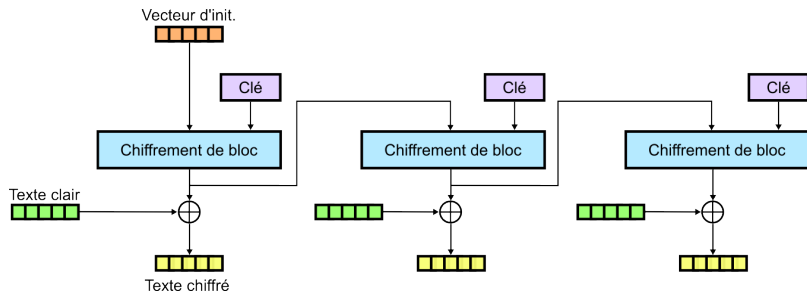 Vecteur d'init.
Clé
Clé
Clé
Chiffrement de bloc
Chiffrement de bloc
Chiffrement de bloc
Texte clair
Texte chiffré